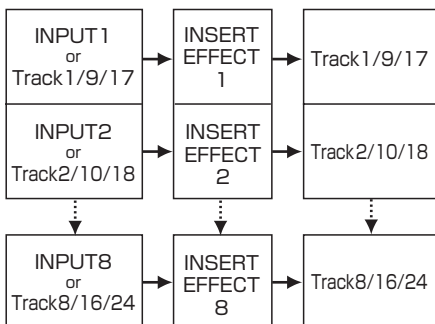 INPUT1
or
Track1/9/17
INSERT
EFFECT
1
Track1/9/17
INPUT2
or
Track2/10/18
INSERT
EFFECT
2
Track2/10/18
INPUT8
or
Track8/16/24
INSERT
EFFECT
8
Track8/16/24